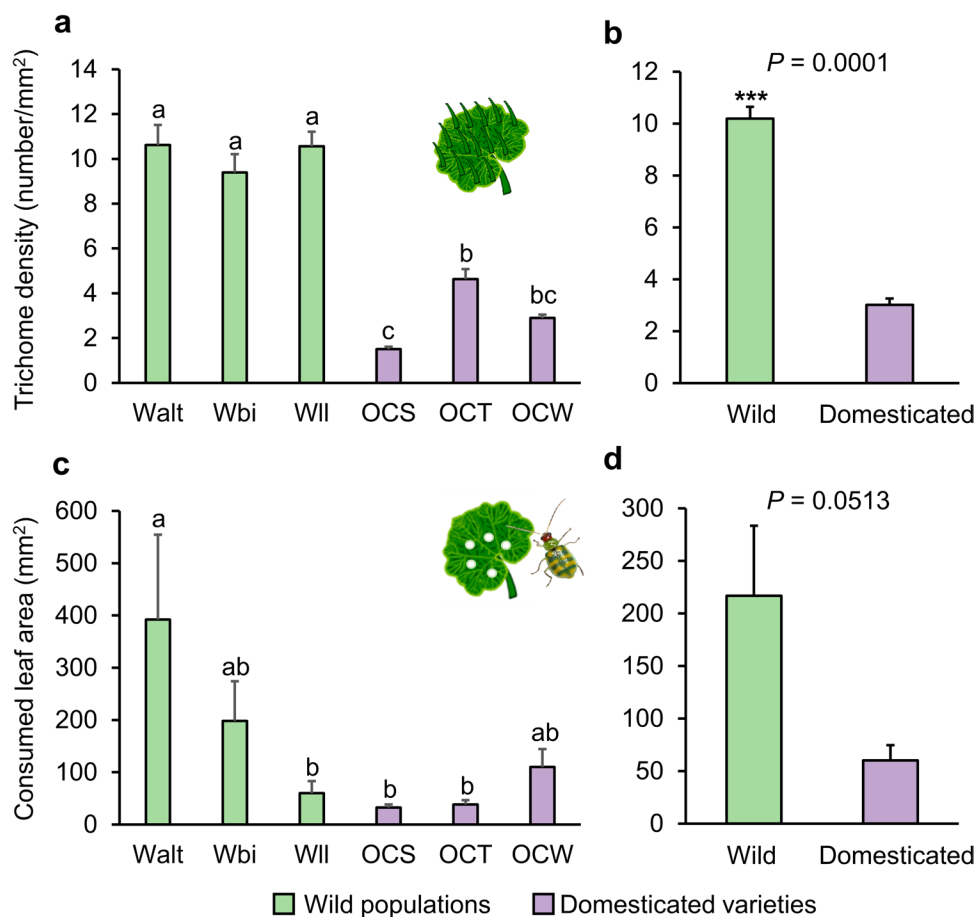 a
Trichome density (number/mm²)
14
12
10
8
6
4
2
0
a
a
a
c
b
bc
Walt
Wbi
Wll
OCS
OCT
OCW
b
P = 0.0001
12
10
8
6
4
2
0
***
Wild
Domesticated
c
Consumed leaf area (mm²)
600
500
400
300
200
100
0
a
ab
b
b
b
ab
Walt
Wbi
Wll
OCS
OCT
OCW
d
P = 0.0513
300
250
200
150
100
50
0
Wild
Domesticated
Wild populations
Domesticated varieties